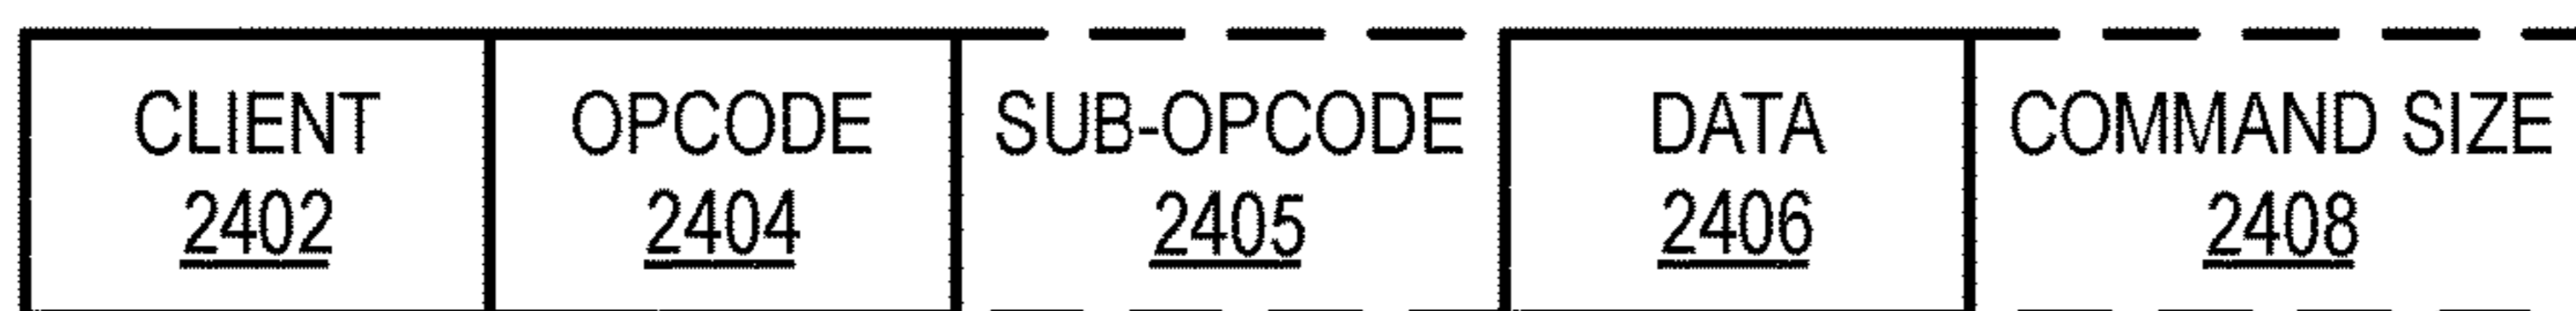 CLIENT OPCODE SUB-OPCODE DATA COMMAND SIZE
2402 2404 2405 2406 2408